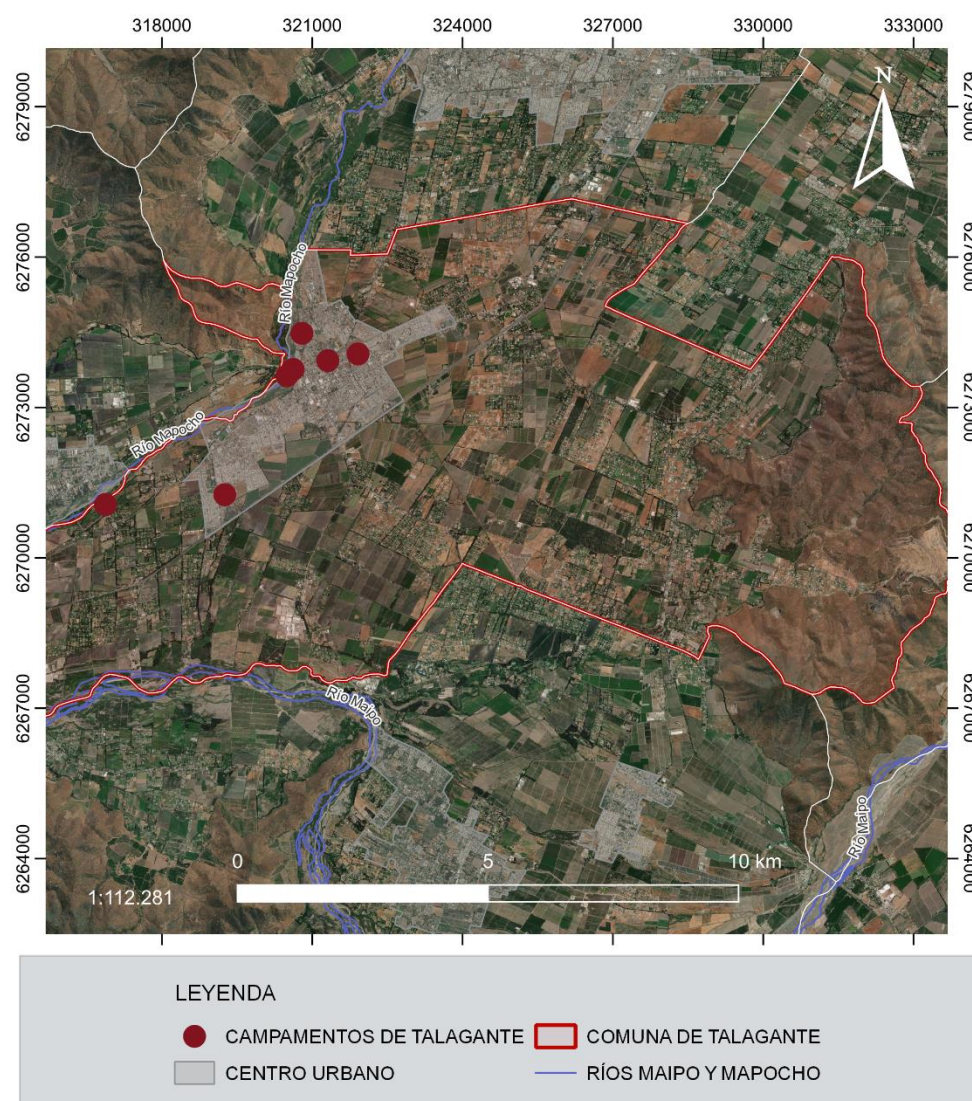 318000 321000 324000 327000 330000 333000
6279000 6279000
N
6276000 6276000
Río Mapocho
6273000 6273000
Río Mapocho
6270000 6270000
6267000 6267000
Río Maipo
Río Maipo
6264000 6264000
0 5 10 km
1:112.281
LEYENDA
CAMPAMENTOS DE TALAGANTE COMUNA DE TALAGANTE
CENTRO URBANO RÍOS MAIPO Y MAPOCHO